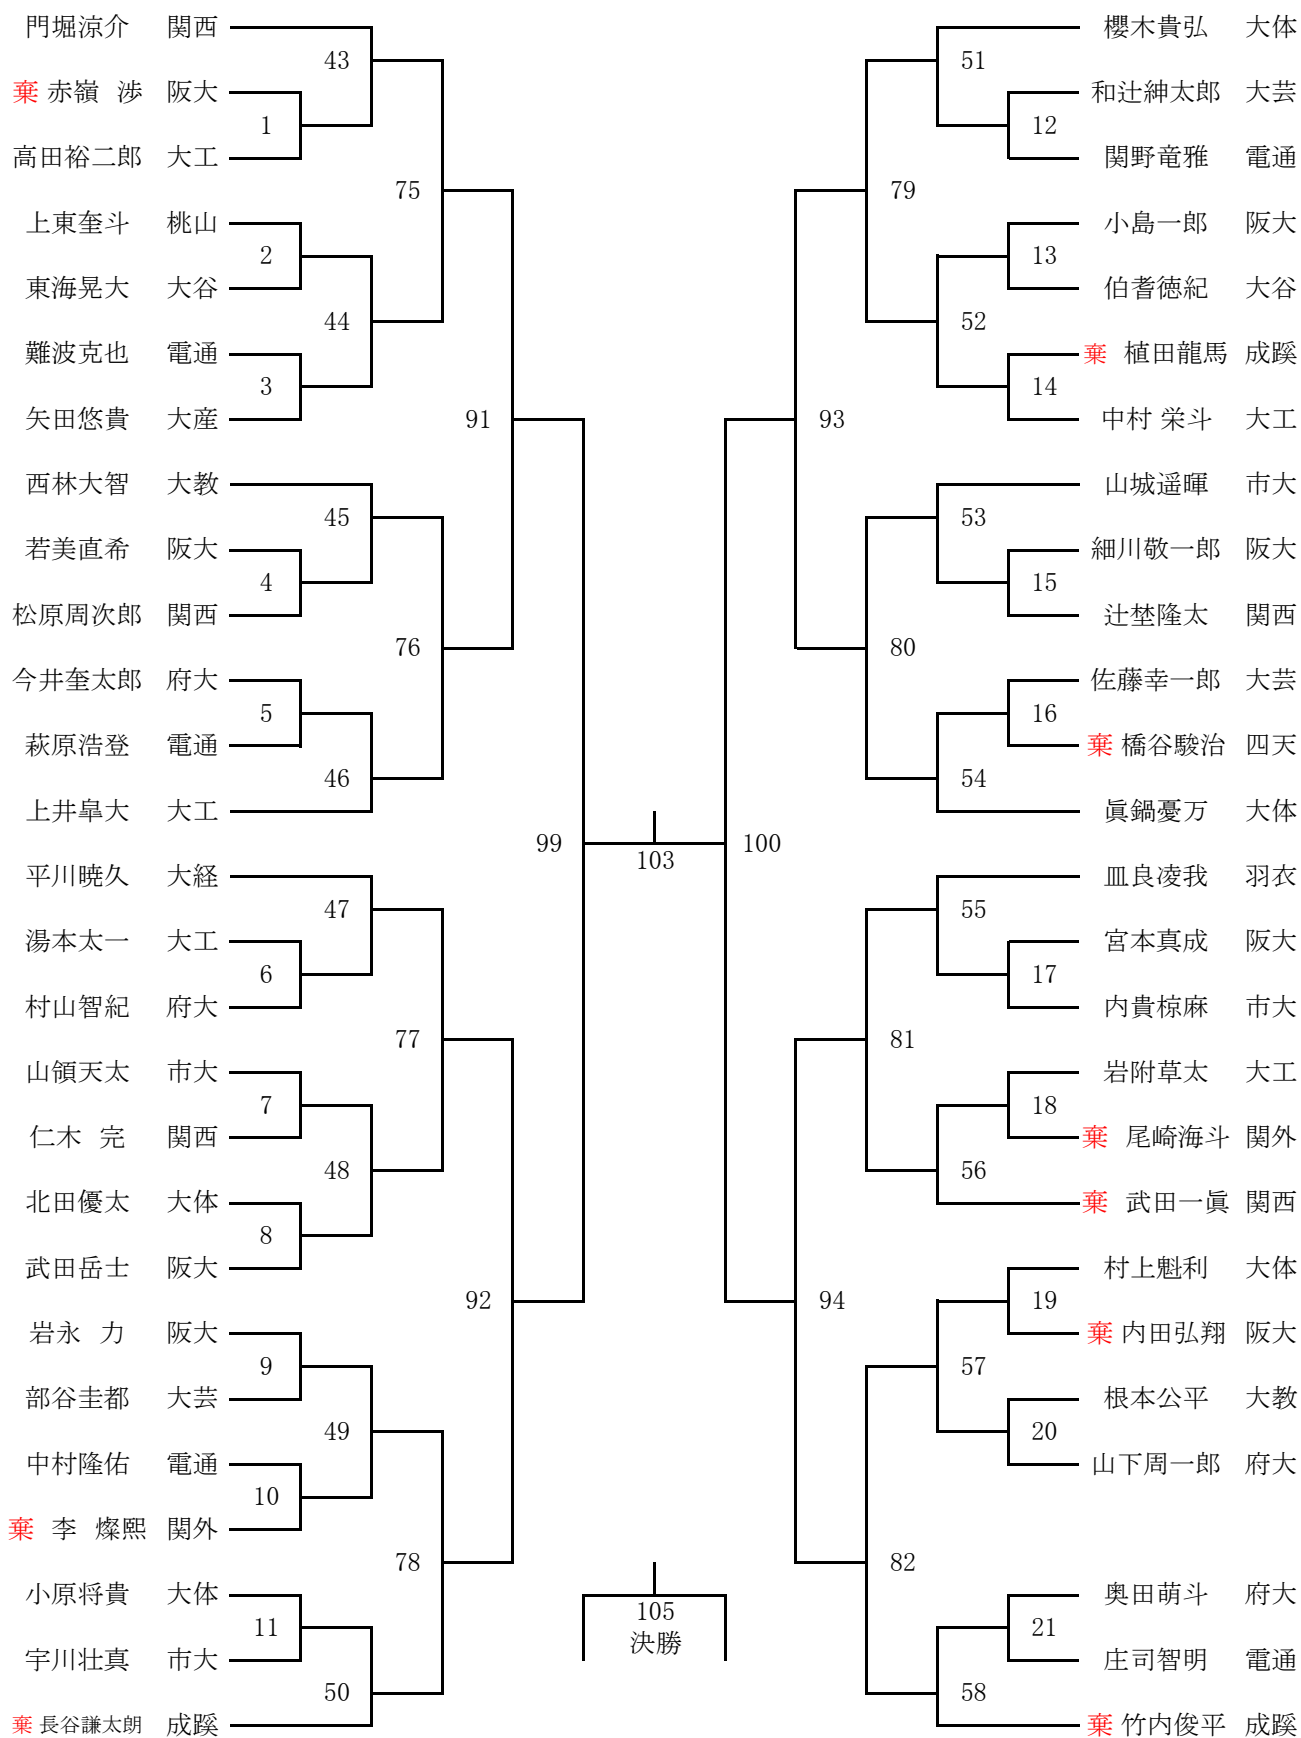 門堀涼介 関西
43
棄 赤嶺 渉 阪大
1
高田裕二郎 大工
75
上東奎斗 桃山
2
東海晃大 大谷
44
難波克也 電通
3
矢田悠貴 大産
91
西林大智 大教
45
若美直希 阪大
4
松原周次郎 関西
76
今井奎太郎 府大
5
萩原浩登 電通
46
上井皐大 大工
99
平川暁久 大経
47
湯本太一 大工
6
村山智紀 府大
77
山領天太 市大
7
仁木 完 関西
48
北田優太 大体
8
武田岳士 阪大
92
岩永 力 阪大
9
部谷圭都 大芸
49
中村隆佑 電通
10
棄 李 燦熙 関外
78
小原将貴 大体
11
宇川壮真 市大
50
棄 長谷謙太朗 成蹊
103
105
決勝
櫻木貴弘 大体
51
和辻紳太郎 大芸
12
関野竜雅 電通
79
小島一郎 阪大
13
伯耆徳紀 大谷
52
棄 植田龍馬 成蹊
14
中村 栄斗 大工
93
山城遥暉 市大
53
細川敬一郎 阪大
15
辻埜隆太 関西
80
佐藤幸一郎 大芸
16
棄 橋谷駿治 四天
54
眞鍋憂万 大体
100
皿良凌我 羽衣
55
宮本真成 阪大
17
内貴椋麻 市大
81
岩附草太 大工
18
棄 尾崎海斗 関外
56
棄 武田一眞 関西
94
村上魁利 大体
19
棄 内田弘翔 阪大
57
根本公平 大教
20
山下周一郎 府大
82
奥田萌斗 府大
21
庄司智明 電通
58
棄 竹内俊平 成蹊